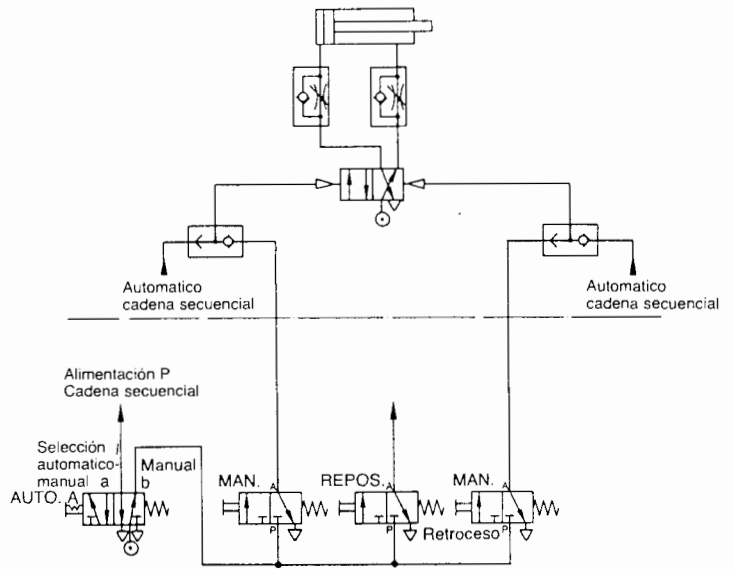 Automatico
cadena secuencial
Automatico
cadena secuencial
Alimentación P
Cadena secuencial
Selección
automatico-
manual a
Manual
b
AUTO. A
MAN.
A
P
REPOS.
A
P
MAN.
A
P
Retroceso